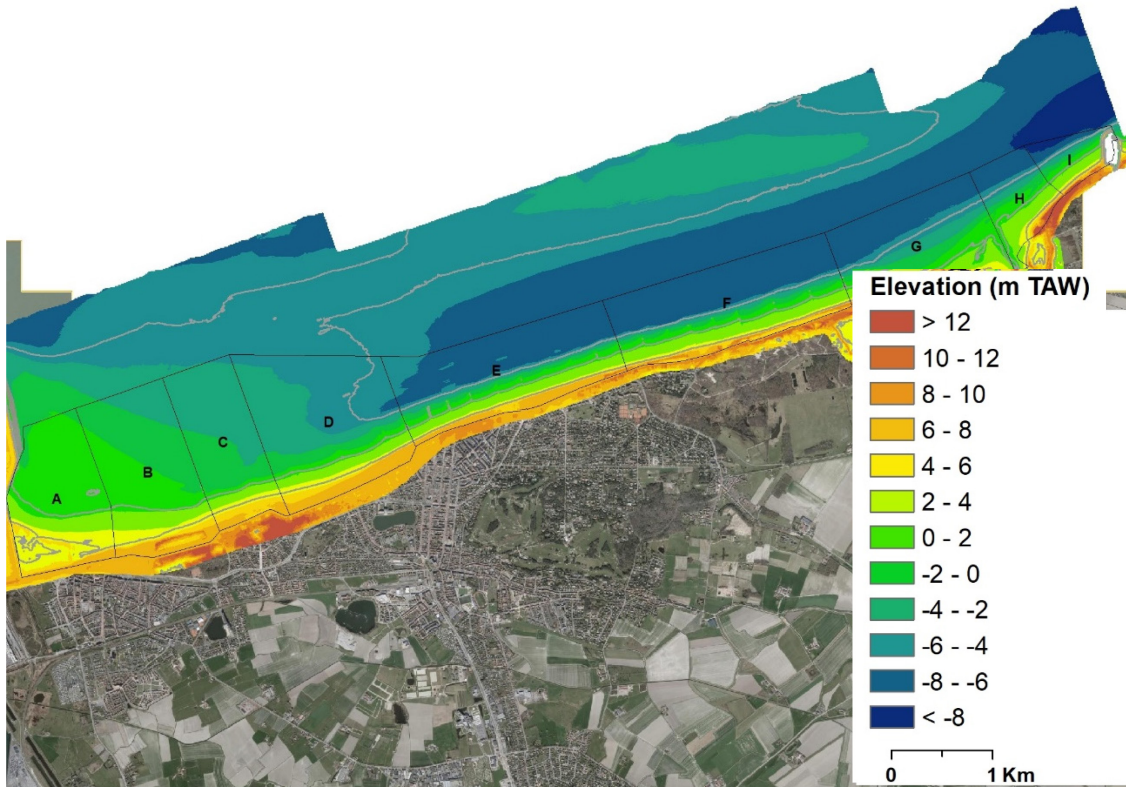 I
H
G
F
E
D
C
B
A
Elevation (m TAW)
> 12
10 - 12
8 - 10
6 - 8
4 - 6
2 - 4
0 - 2
-2 - 0
-4 - -2
-6 - -4
-8 - -6
< -8
0 1 Km